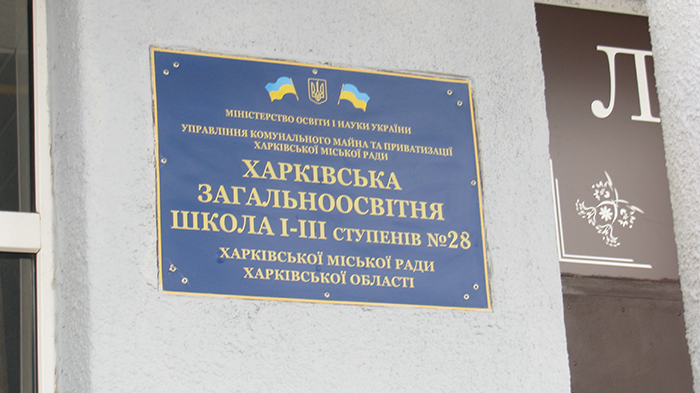 МІНІСТЕРСТВО ОСВІТИ І НАУКИ УКРАЇНИ
УПРАВЛІННЯ КОМУНАЛЬНОГО МАЙНА ТА ПРИВАТИЗАЦІЇ
ХАРКІВСЬКОЇ МІСЬКОЇ РАДИ
ХАРКІВСЬКА
ЗАГАЛЬНООСВІТНЯ
ШКОЛА І-ІІІ СТУПЕНІВ №28
ХАРКІВСЬКОЇ МІСЬКОЇ РАДИ
ХАРКІВСЬКОЇ ОБЛАСТІ
Л